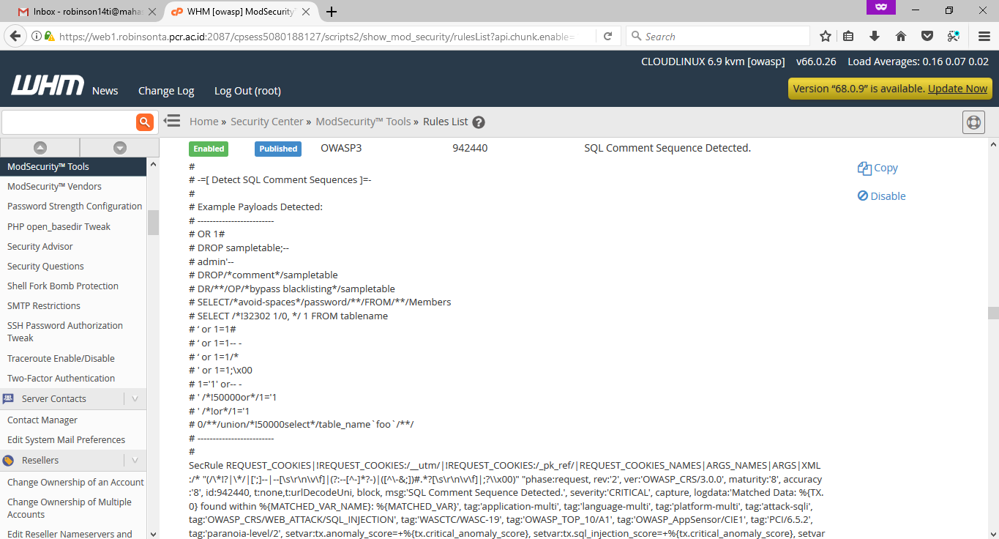 Inbox - robinson14ti@maha
WHM [owasp] ModSecurity
https://web1.robinsonta.pcr.ac.id:2087/cpsess5080188127/scripts2/show_mod_security/rulesList?api.chunk.enable=
Search
CLOUDLINUX 6.9 kvm [owasp] v66.0.26 Load Averages: 0.16 0.07 0.02
WHM News Change Log Log Out (root)
Version “68.0.9” is available. Update Now
Home » Security Center » ModSecurity™ Tools » Rules List
ModSecurity™ Tools
ModSecurity™ Vendors
Password Strength Configuration
PHP open_basedir Tweak
Security Advisor
Security Questions
Shell Fork Bomb Protection
SMTP Restrictions
SSH Password Authorization
Tweak
Traceroute Enable/Disable
Two-Factor Authentication
Server Contacts
Contact Manager
Edit System Mail Preferences
Resellers
Change Ownership of an Account
Change Ownership of Multiple
Accounts
Edit Reseller Nameservers and
Enabled Published OWASP3 942440 SQL Comment Sequence Detected.
Copy
Disable
#
# -=[ Detect SQL Comment Sequences ]=-
#
# Example Payloads Detected:
# -------------------------
# OR 1#
# DROP sampletable;--
# admin'--
# DROP/*comment*/sampletable
# DR/**/OP/*bypass blacklisting*/sampletable
# SELECT/*avoid-spaces*/password/**/FROM/**/Members
# SELECT /*!32302 1/0, */ 1 FROM tablename
# ‘ or 1=1#
# ‘ or 1=1-- -
# ‘ or 1=1/*
# ' or 1=1;\x00
# 1='1' or-- -
# ' /*!50000or*/1='1
# ' /*!or*/1='1
# 0/**/union/*!50000select*/table_name`foo`/**/
# -------------------------
#
SecRule REQUEST_COOKIES|!REQUEST_COOKIES:/__utm/|!REQUEST_COOKIES:/_pk_ref/|REQUEST_COOKIES_NAMES|ARGS_NAMES|ARGS|XML
:/* "(/\*!?|\*/|[';]--|--[\s\r\n\v\f]|(?:--[^-]*?-)|([^\-&;])#.*?[\s\r\n\v\f]|;?\\x00)" "phase:request, rev:'2', ver:'OWASP_CRS/3.0.0', maturity:'8', accuracy
:'8', id:942440, t:none,t:urlDecodeUni, block, msg:'SQL Comment Sequence Detected.', severity:'CRITICAL', capture, logdata:'Matched Data: %{TX.
0} found within %{MATCHED_VAR_NAME}: %{MATCHED_VAR}', tag:'application-multi', tag:'language-multi', tag:'platform-multi', tag:'attack-sqli',
tag:'OWASP_CRS/WEB_ATTACK/SQL_INJECTION', tag:'WASCTC/WASC-19', tag:'OWASP_TOP_10/A1', tag:'OWASP_AppSensor/CIE1', tag:'PCI/6.5.2',
tag:'paranoia-level/2', setvar:tx.anomaly_score=+%{tx.critical_anomaly_score}, setvar:tx.sql_injection_score=+%{tx.critical_anomaly_score}, setvar